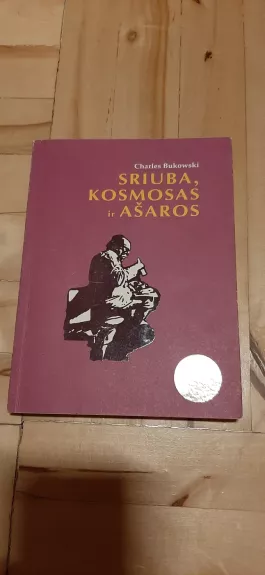 Charles Bukowski
SRIUBA,
KOSMOSAS
ir AŠAROS